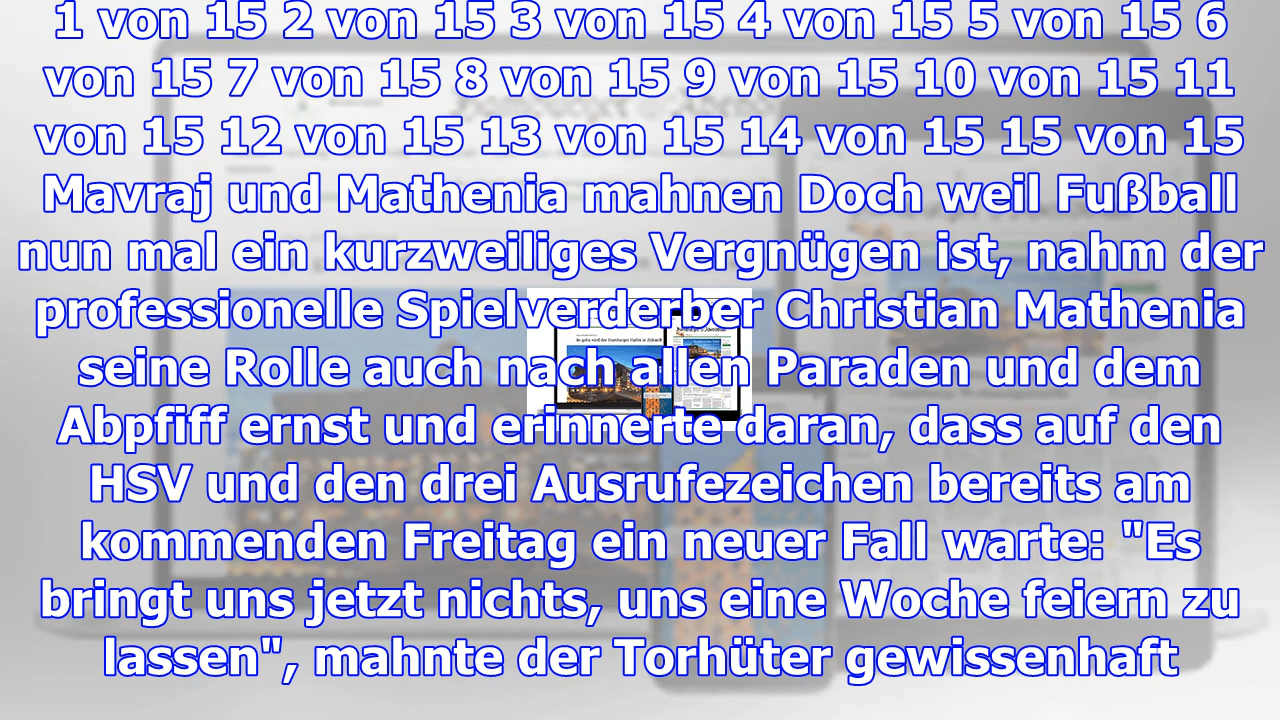 1 von 15 2 von 15 3 von 15 4 von 15 5 von 15 6
von 15 7 von 15 8 von 15 9 von 15 10 von 15 11
von 15 12 von 15 13 von 15 14 von 15 15 von 15
Mavraj und Mathenia mahnen Doch weil Fußball
nun mal ein kurzweiliges Vergnügen ist, nahm der
professionelle Spielverderber Christian Mathenia
seine Rolle auch nach allen Paraden und dem
Abpfiff ernst und erinnerte daran, dass auf den
HSV und den drei Ausrufezeichen bereits am
kommenden Freitag ein neuer Fall warte: "Es
bringt uns jetzt nichts, uns eine Woche feiern zu
lassen", mahnte der Torhüter gewissenhaft